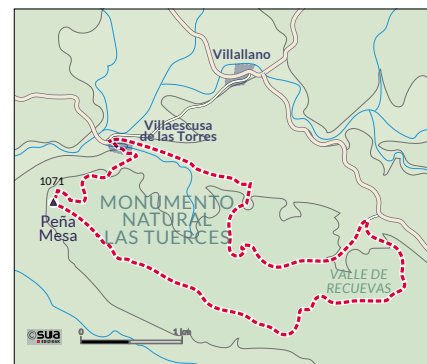 Villallano
Villaescusa
de las Torres
1071
MONUMENTO
NATURAL
LAS TUERCES
Peña
Mesa
VALLE DE
RECUEVAS
©sua
EDIZIOAK
0 1 km